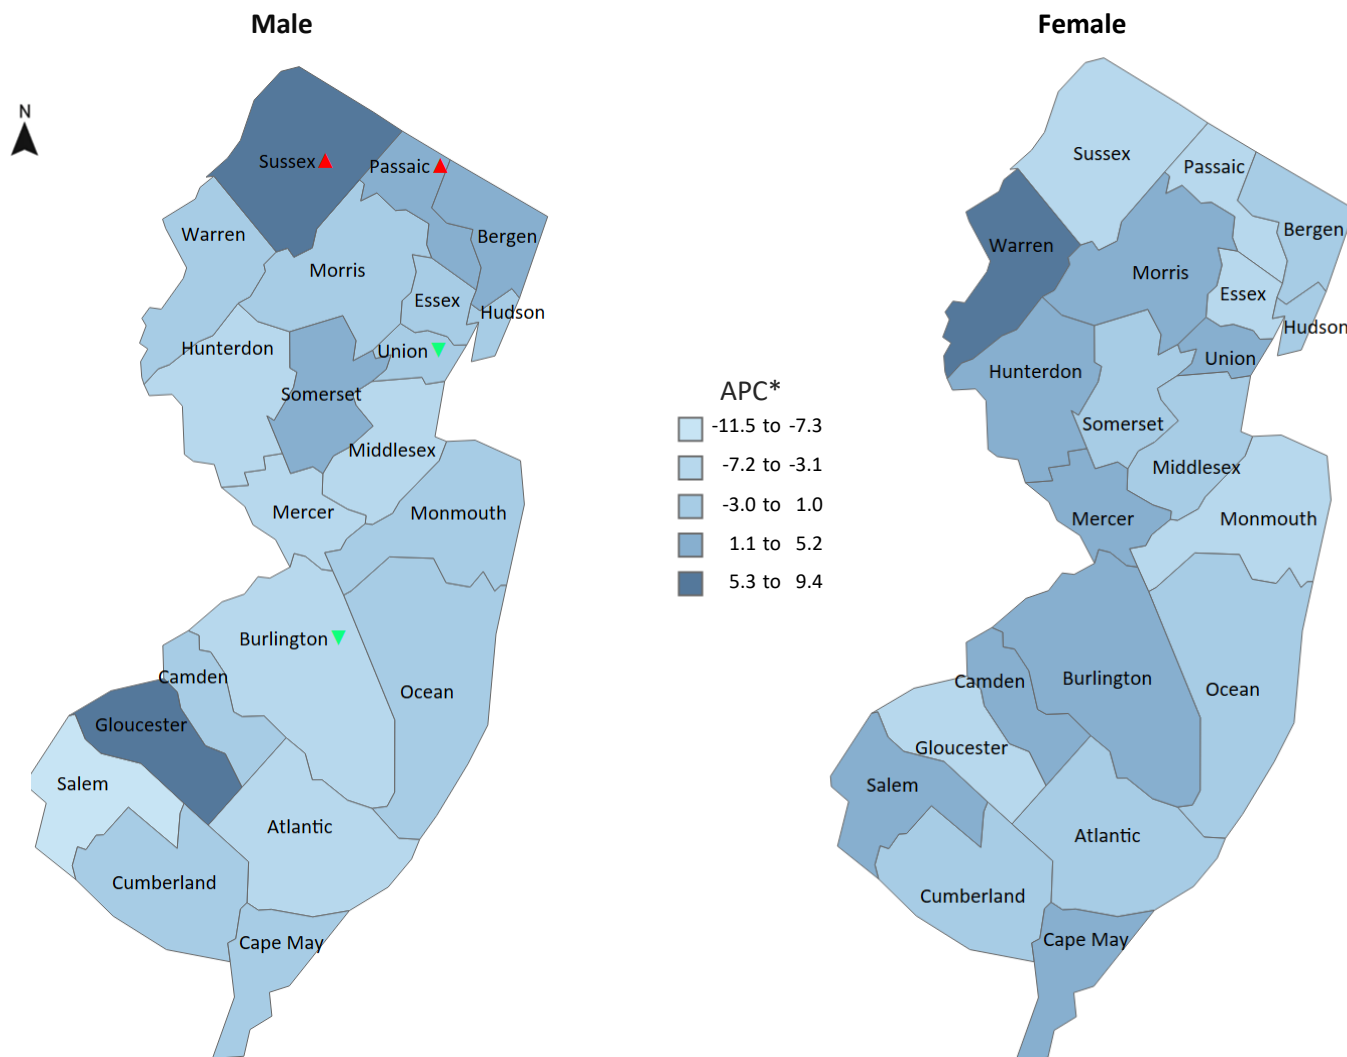 Male
Female
N
Sussex
Passaic
Warren
Bergen
Morris
Essex
Hudson
Hunterdon
Union
Somerset
Middlesex
Mercer
Monmouth
Burlington
Camden
Ocean
Gloucester
Salem
Atlantic
Cumberland
Cape May
APC*
-11.5 to -7.3
-7.2 to -3.1
-3.0 to 1.0
1.1 to 5.2
5.3 to 9.4
Sussex
Passaic
Warren
Bergen
Morris
Essex
Hudson
Hunterdon
Union
Somerset
Middlesex
Mercer
Monmouth
Burlington
Camden
Ocean
Gloucester
Salem
Atlantic
Cumberland
Cape May